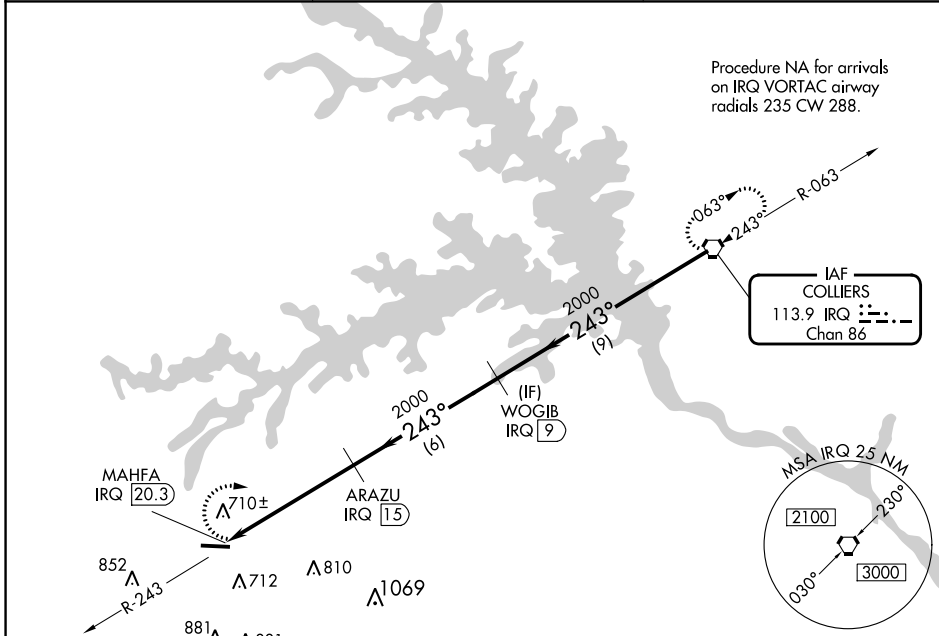 Procedure NA for arrivals
on IRQ VORTAC airway
radials 235 CW 288.
R-063
063°
243°
IAF
COLLIERS
113.9 IRQ
Chan 86
2000
243°
(9)
(IF)
WOGIB
IRQ 9
2000
243°
(6)
ARAZU
IRQ 15
MAHFA
IRQ 20.3
710±
MSA IRQ 25 NM
2100
230°
030°
3000
852
712
810
1069
R-243
881